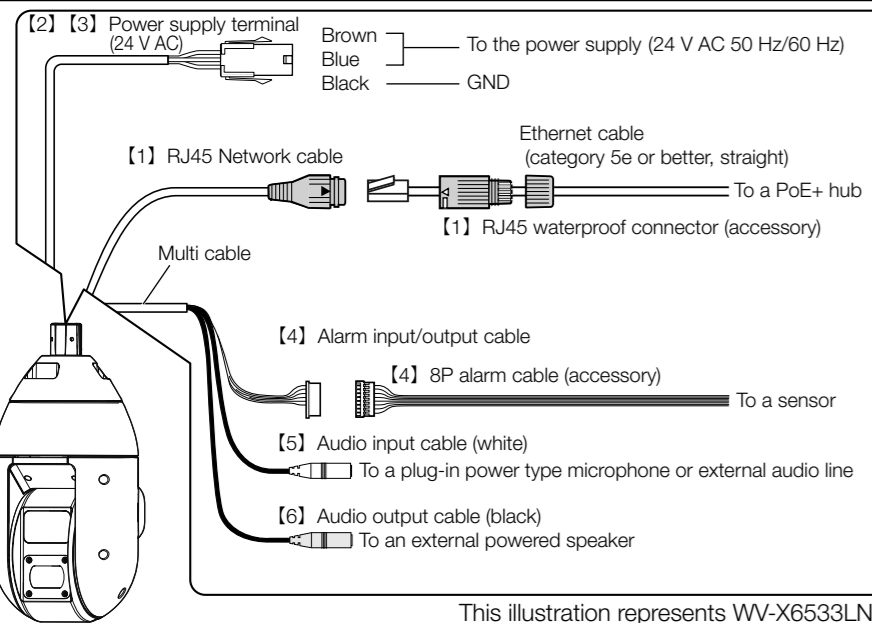 【2】【3】 Power supply terminal
(24 V AC)
Brown
Blue
To the power supply (24 V AC 50 Hz/60 Hz)
Black
GND
【1】 RJ45 Network cable
Ethernet cable
(category 5e or better, straight)
To a PoE+ hub
【1】 RJ45 waterproof connector (accessory)
Multi cable
【4】 Alarm input/output cable
【4】 8P alarm cable (accessory)
To a sensor
【5】 Audio input cable (white)
To a plug-in power type microphone or external audio line
【6】 Audio output cable (black)
To an external powered speaker
This illustration represents WV-X6533LN